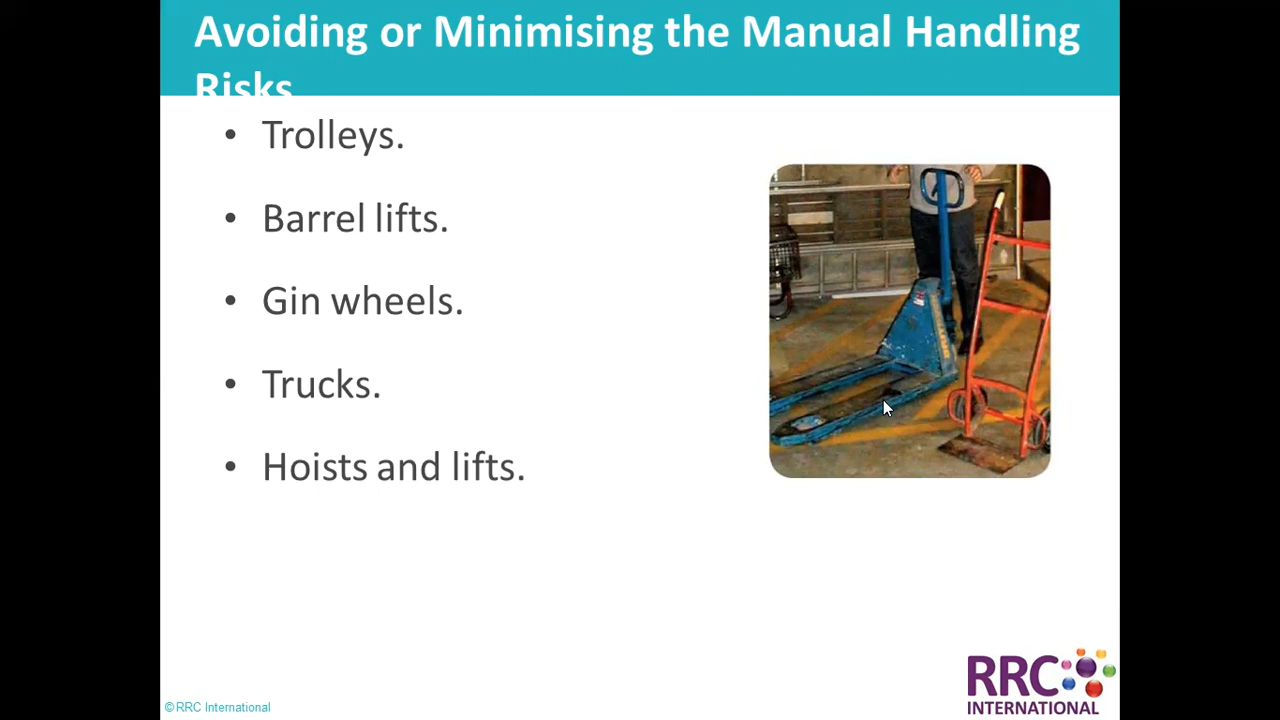 Avoiding or Minimising the Manual Handling
Risks
• Trolleys.
• Barrel lifts.
• Gin wheels.
• Trucks.
• Hoists and lifts.
RRC
INTERNATIONAL
© RRC International